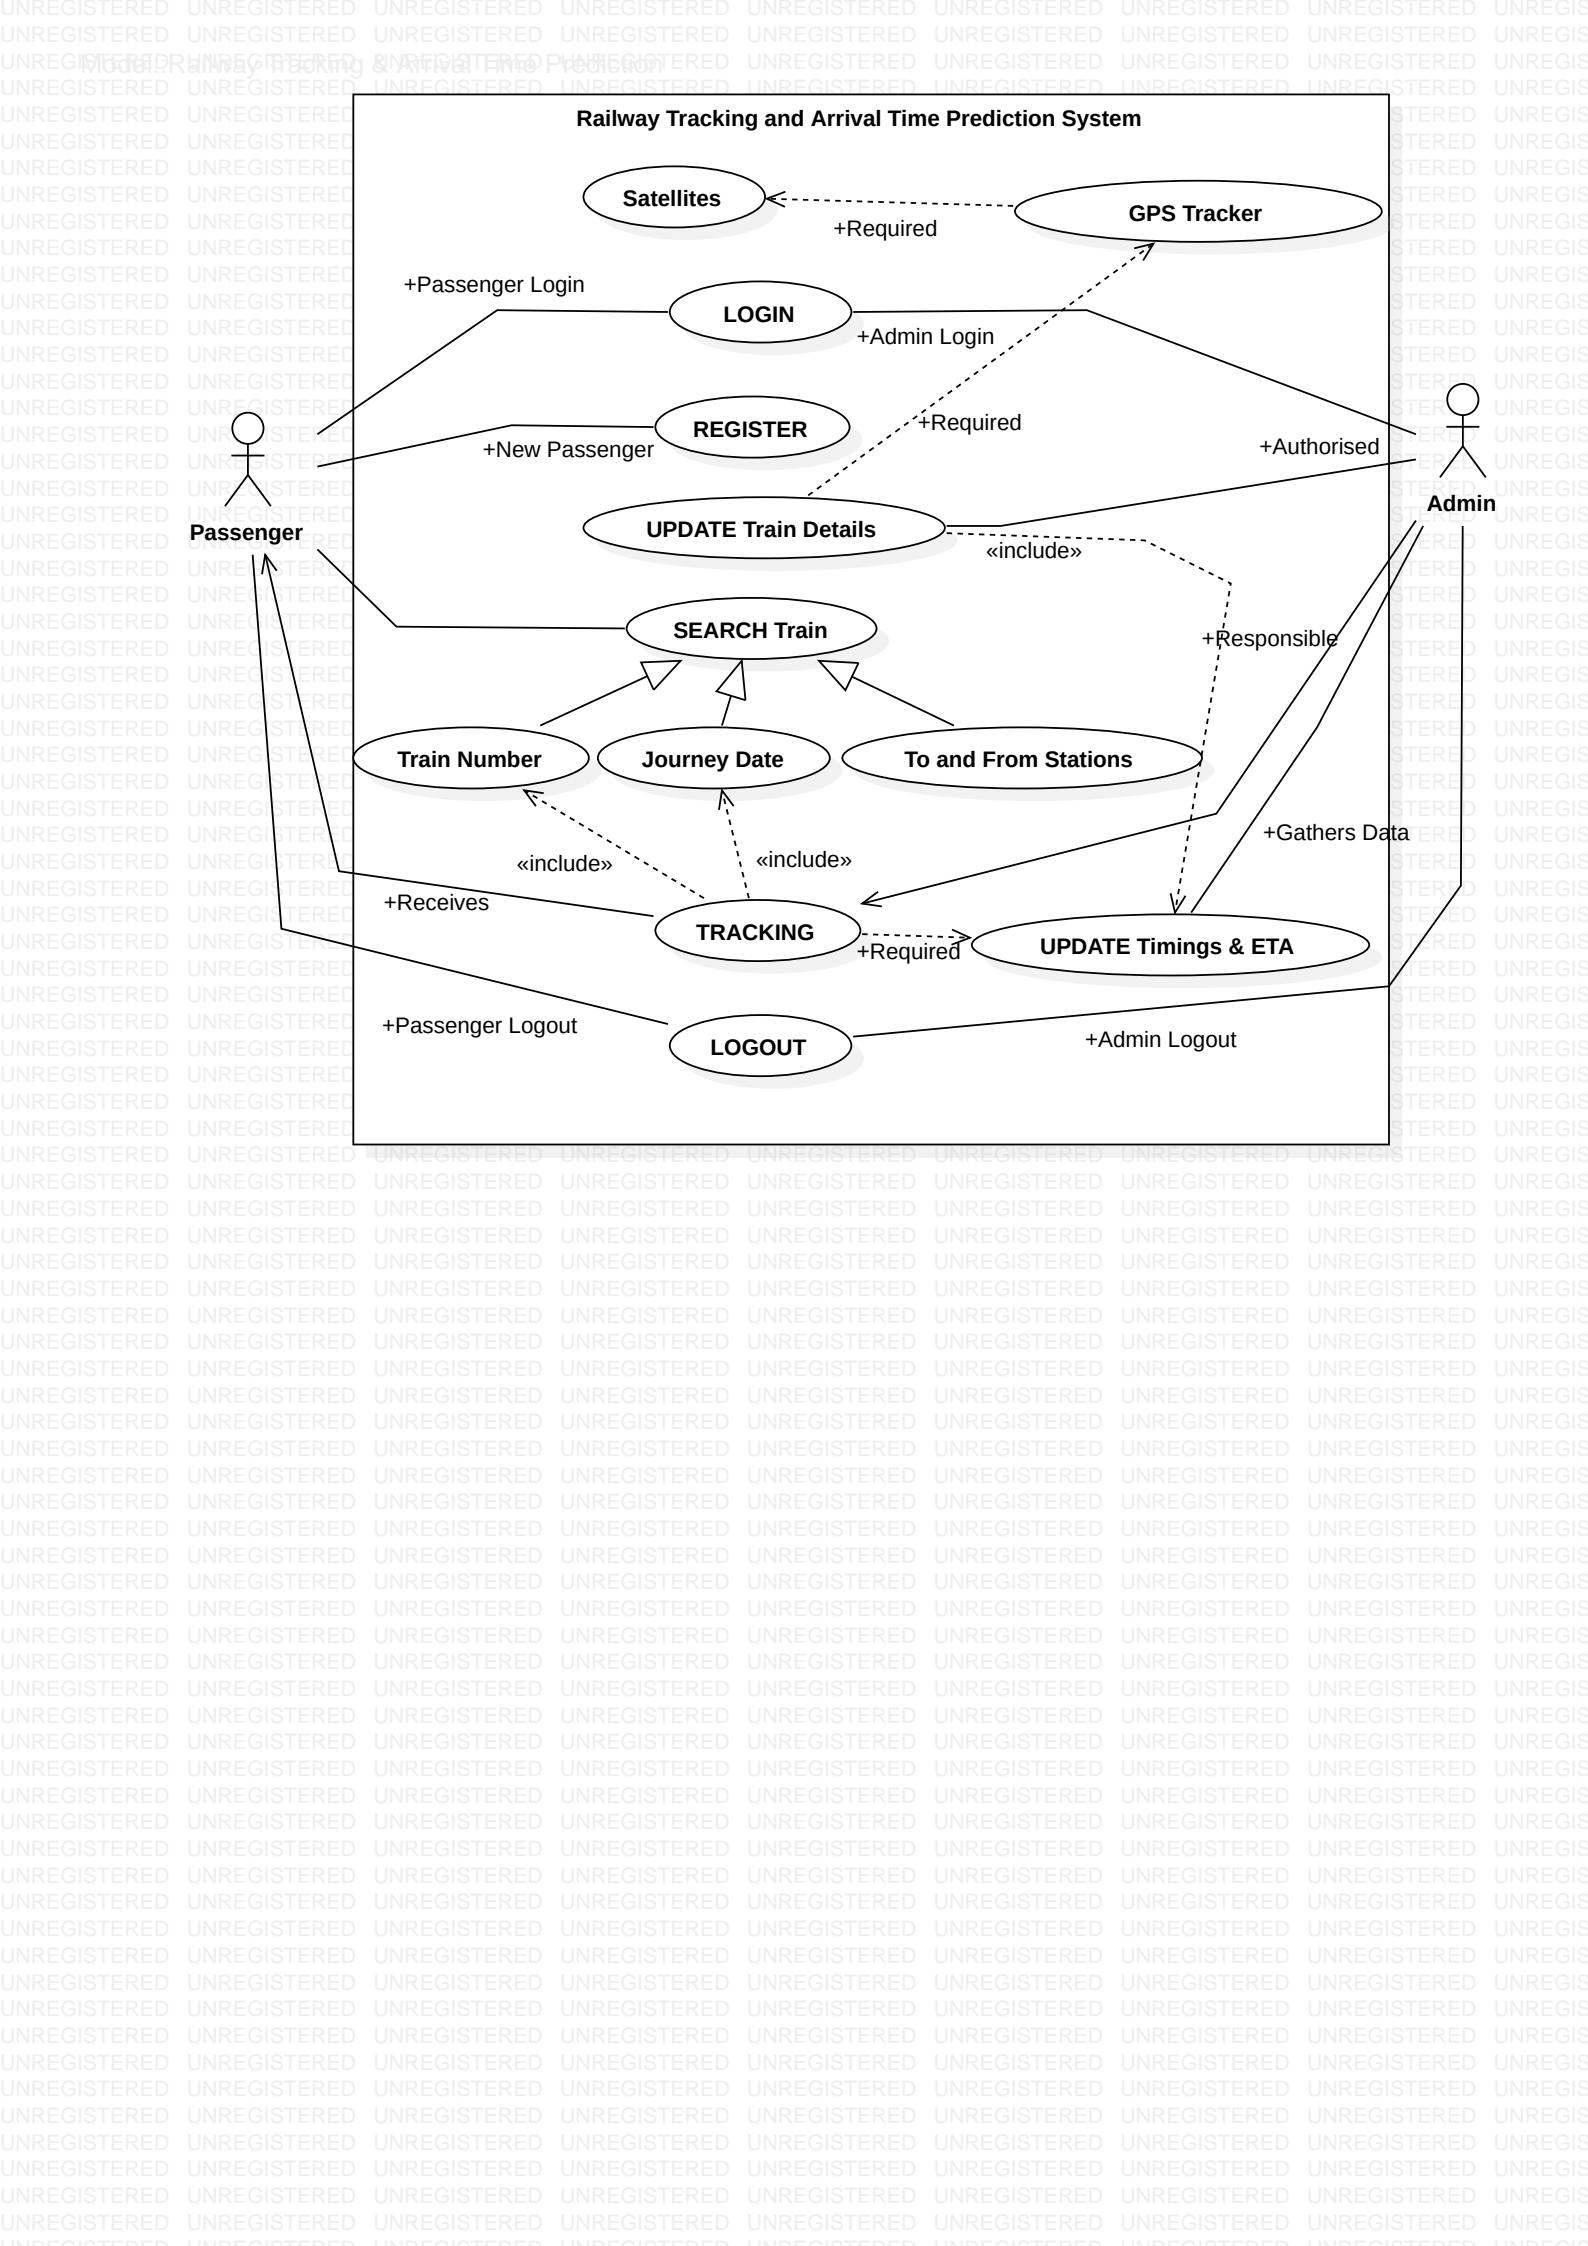 Model::Railway Tracking & Arrival Time Prediction
Railway Tracking and Arrival Time Prediction System
Satellites
GPS Tracker
+Required
+Passenger Login
LOGIN
+Admin Login
+Required
REGISTER
+New Passenger
+Authorised
Passenger
Admin
UPDATE Train Details
«include»
SEARCH Train
+Responsible
Train Number
Journey Date
To and From Stations
+Gathers Data
«include»
«include»
+Receives
TRACKING
+Required
UPDATE Timings & ETA
+Passenger Logout
LOGOUT
+Admin Logout
UNREGISTERED